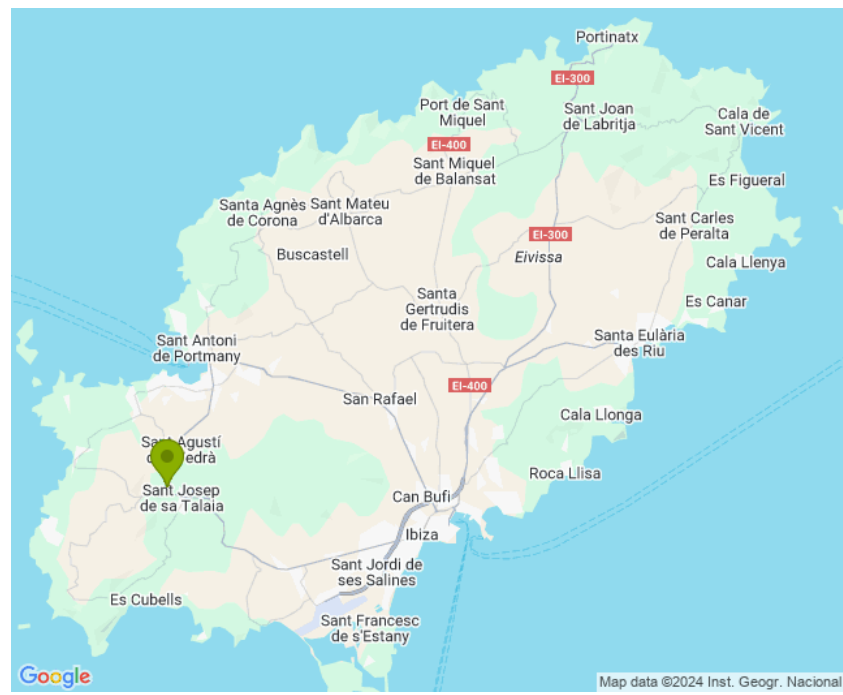 Portinatx
EI-300
Port de Sant
Miquel
Sant Joan
de Labritja
Cala de
Sant Vicent
EI-400
Sant Miquel
de Balansat
Es Figueral
Santa Agnès
de Corona
Sant Mateu
d'Albarca
Sant Carles
de Peralta
EI-300
Buscastell
Eivissa
Cala Llenya
Santa
Gertrudis
de Fruitera
Es Canar
Sant Antoni
de Portmany
Santa Eulària
des Riu
EI-400
San Rafael
Cala Llonga
Sant Agustí
Roca Llisa
Sant Josep
de sa Talaia
Can Bufi
Ibiza
Sant Jordi de
ses Salines
Es Cubells
Sant Francesc
de s'Estany
Google
Map data ©2024 Inst. Geogr. Nacional